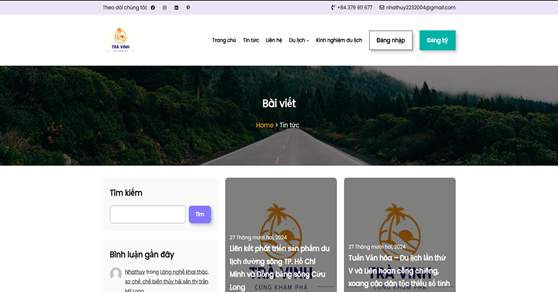 Theo dõi chúng tôi:
+84 376 911 677
nhathuy2232004@gmail.com
TRÀ VINH
Trang chủ
Tin tức
Liên hệ
Du lịch
Kinh nghiệm du lịch
Đăng nhập
Đăng ký
Bài viết
Home > Tin tức
Tìm kiếm
Tìm
Bình luận gần đây
Nhathuy trong Làng nghề khai thác,
sơ chế, chế biến thủy hải sản thị trấn
Mỹ Long
27 Tháng mười hai, 2024
Liên kết phát triển sản phẩm du
lịch đường sông TP. Hồ Chí
Minh và Đồng bằng sông Cửu
Long
TRÀ VINH
CÙNG KHÁM PHÁ
27 Tháng mười hai, 2024
Tuần Văn hóa – Du lịch lần thứ
V và Liên hoan cồng chiêng,
xoang các dân tộc thiểu số tỉnh
TRÀ VINH
CÙNG KHÁM PHÁ